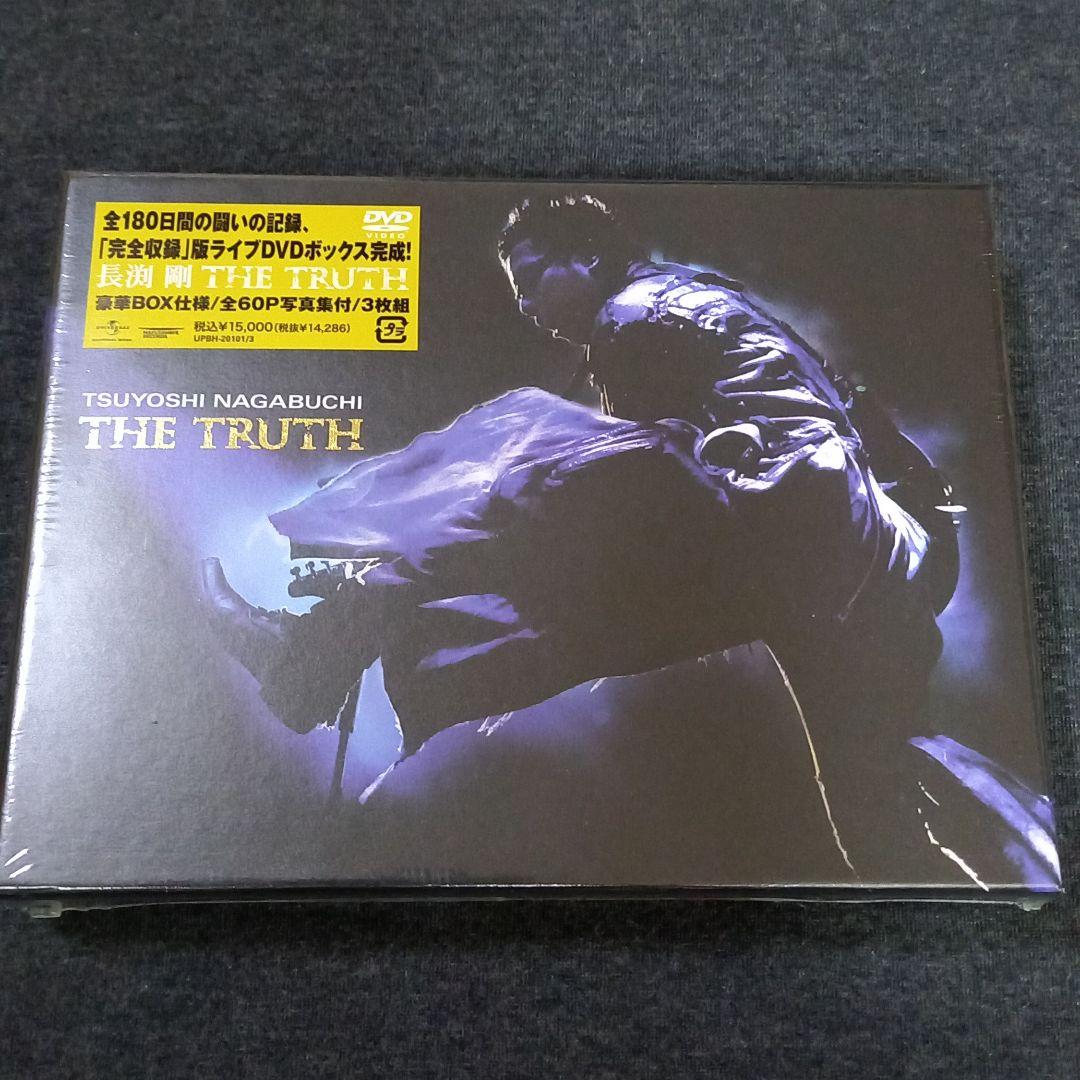 全180日間の闘いの記録、
DVD
VIDEO
「完全収録」版ライブDVDボックス完成!
長渕 剛 THE TRUTH
豪華BOX仕様/全60P写真集付/3枚組
税込¥15,000(税抜¥14,286)
UPBH-20101/3
プラ
TSUYOSHI NAGABUCHI
THE TRUTH